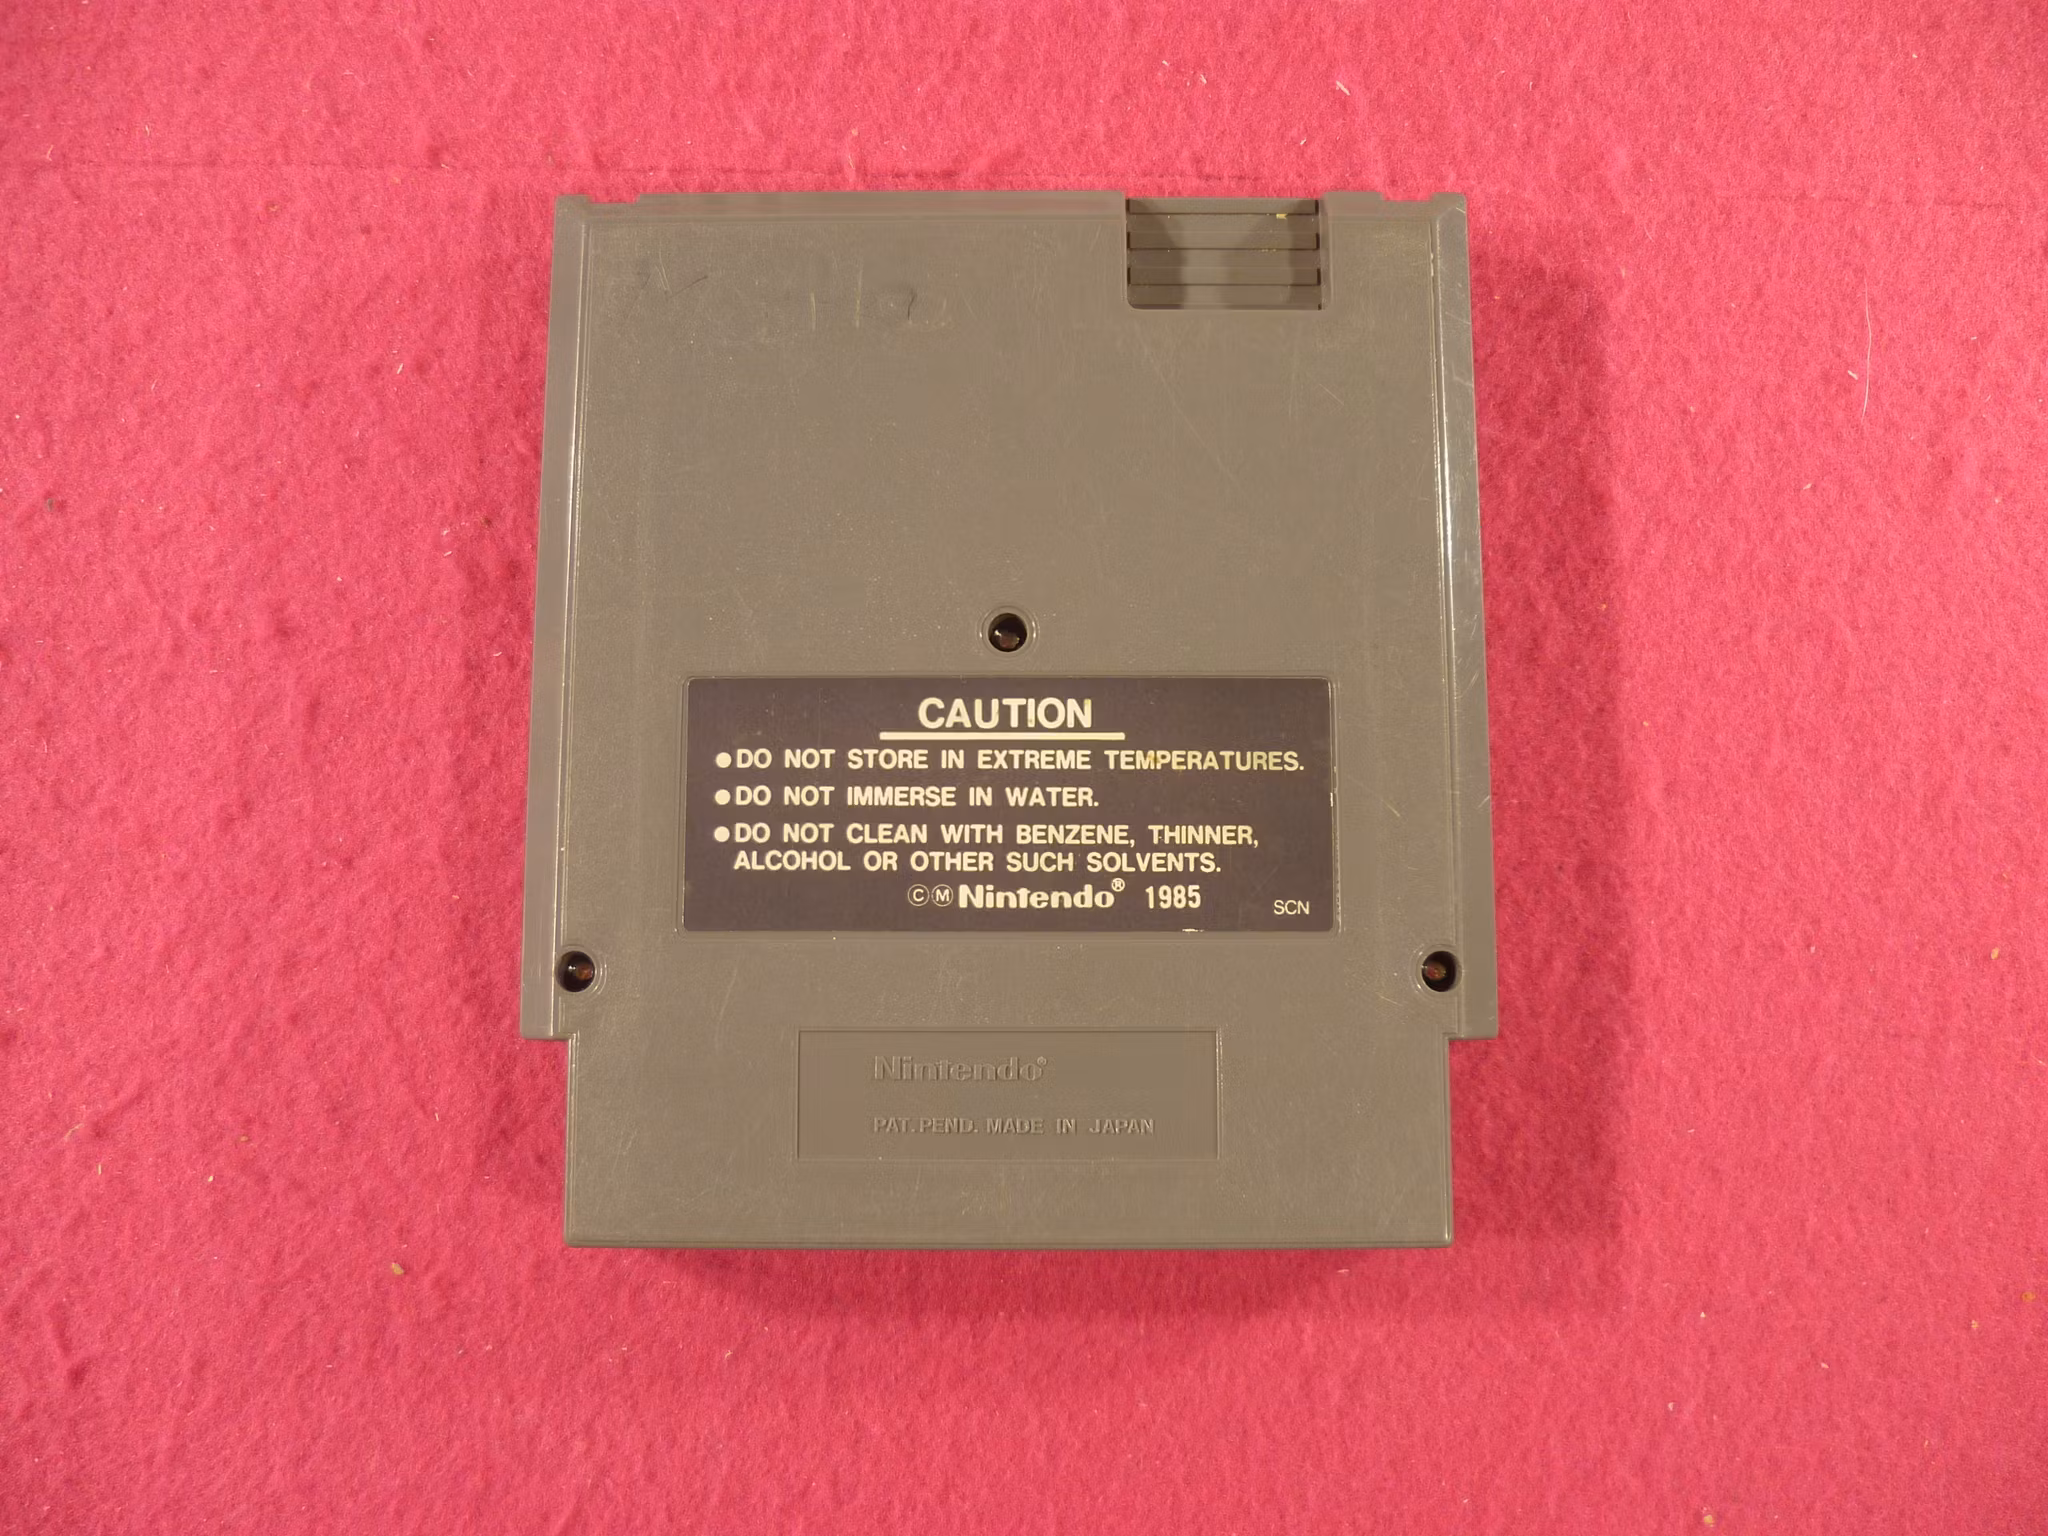 CAUTION
●DO NOT STORE IN EXTREME TEMPERATURES.
●DO NOT IMMERSE IN WATER.
●DO NOT CLEAN WITH BENZENE, THINNER,
ALCOHOL OR OTHER SUCH SOLVENTS.
ⒸⓂNintendo® 1985 SCN
Nintendo®
PAT. PEND. MADE IN JAPAN